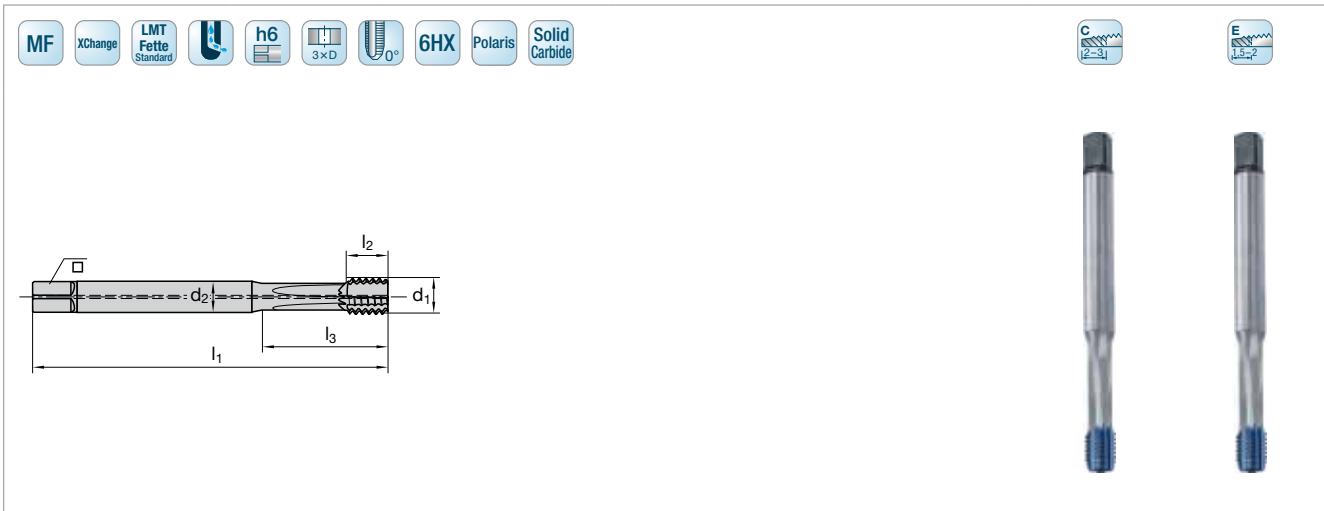 MF
XChange
LMT
Fette
Standard
h6
3×D
0°
6HX
Polaris
Solid
Carbide
C
2–3
E
1,5–2
l2
d2
d1
l3
l1